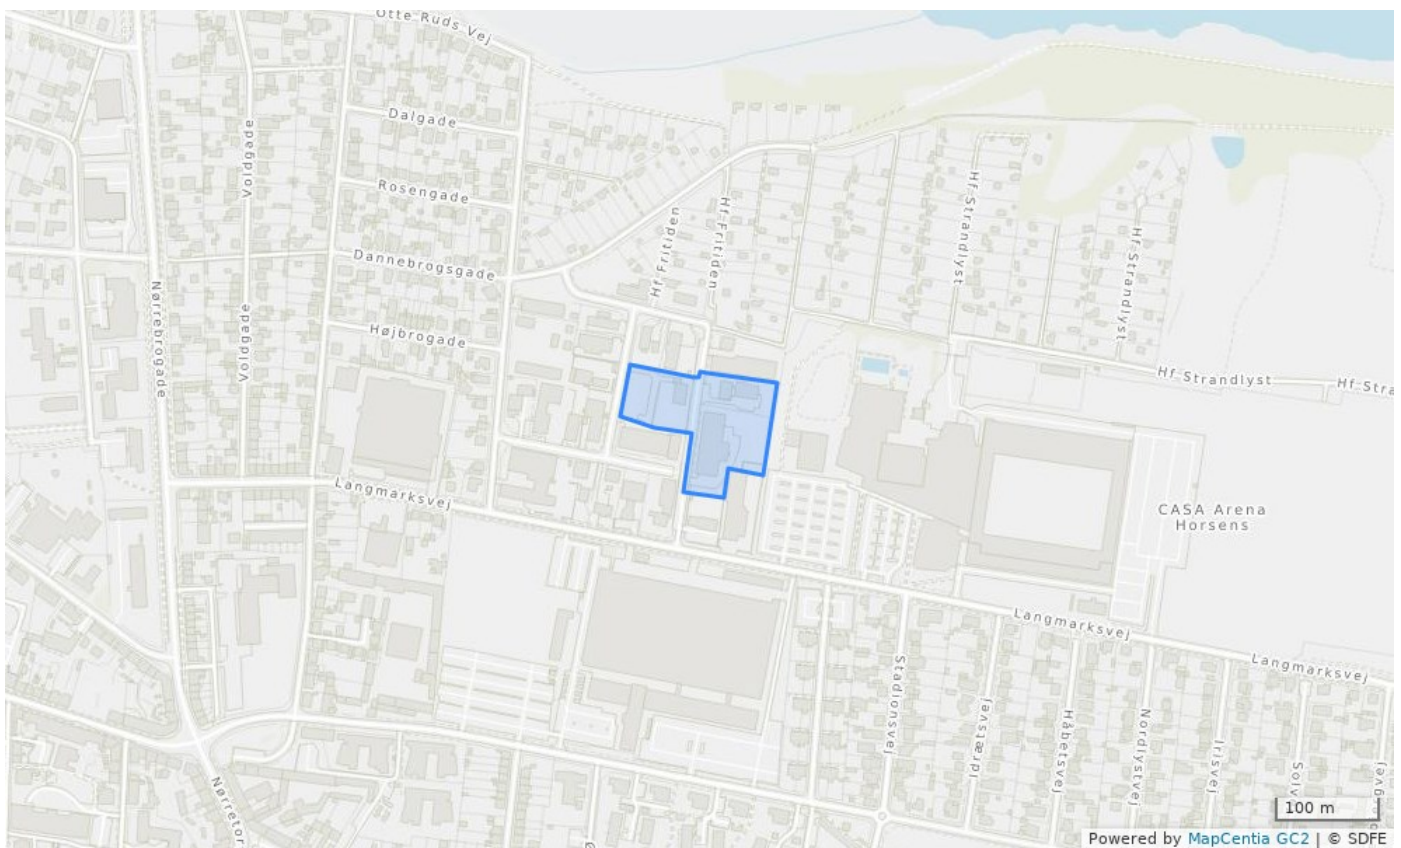 Otte Ruds Vej
Dalgade
Voldgade
Rosengade
Hf Fritiden
Hf Fritiden
Hf Strandlyst
Hf Strandlyst
Dannebrogsgade
Nørrebrogade
Voldgade
Højbrogade
Hf Strandlyst
Hf Stra
Langmarksvej
CASA Arena
Horsens
Langmarksvej
Langmarksvej
Stadionsvej
Idrætsvej
Håbetsvej
Nordlystvej
Irisvej
Solv
Nørretor
100 m
Powered by MapCentia GC2 | © SDFE